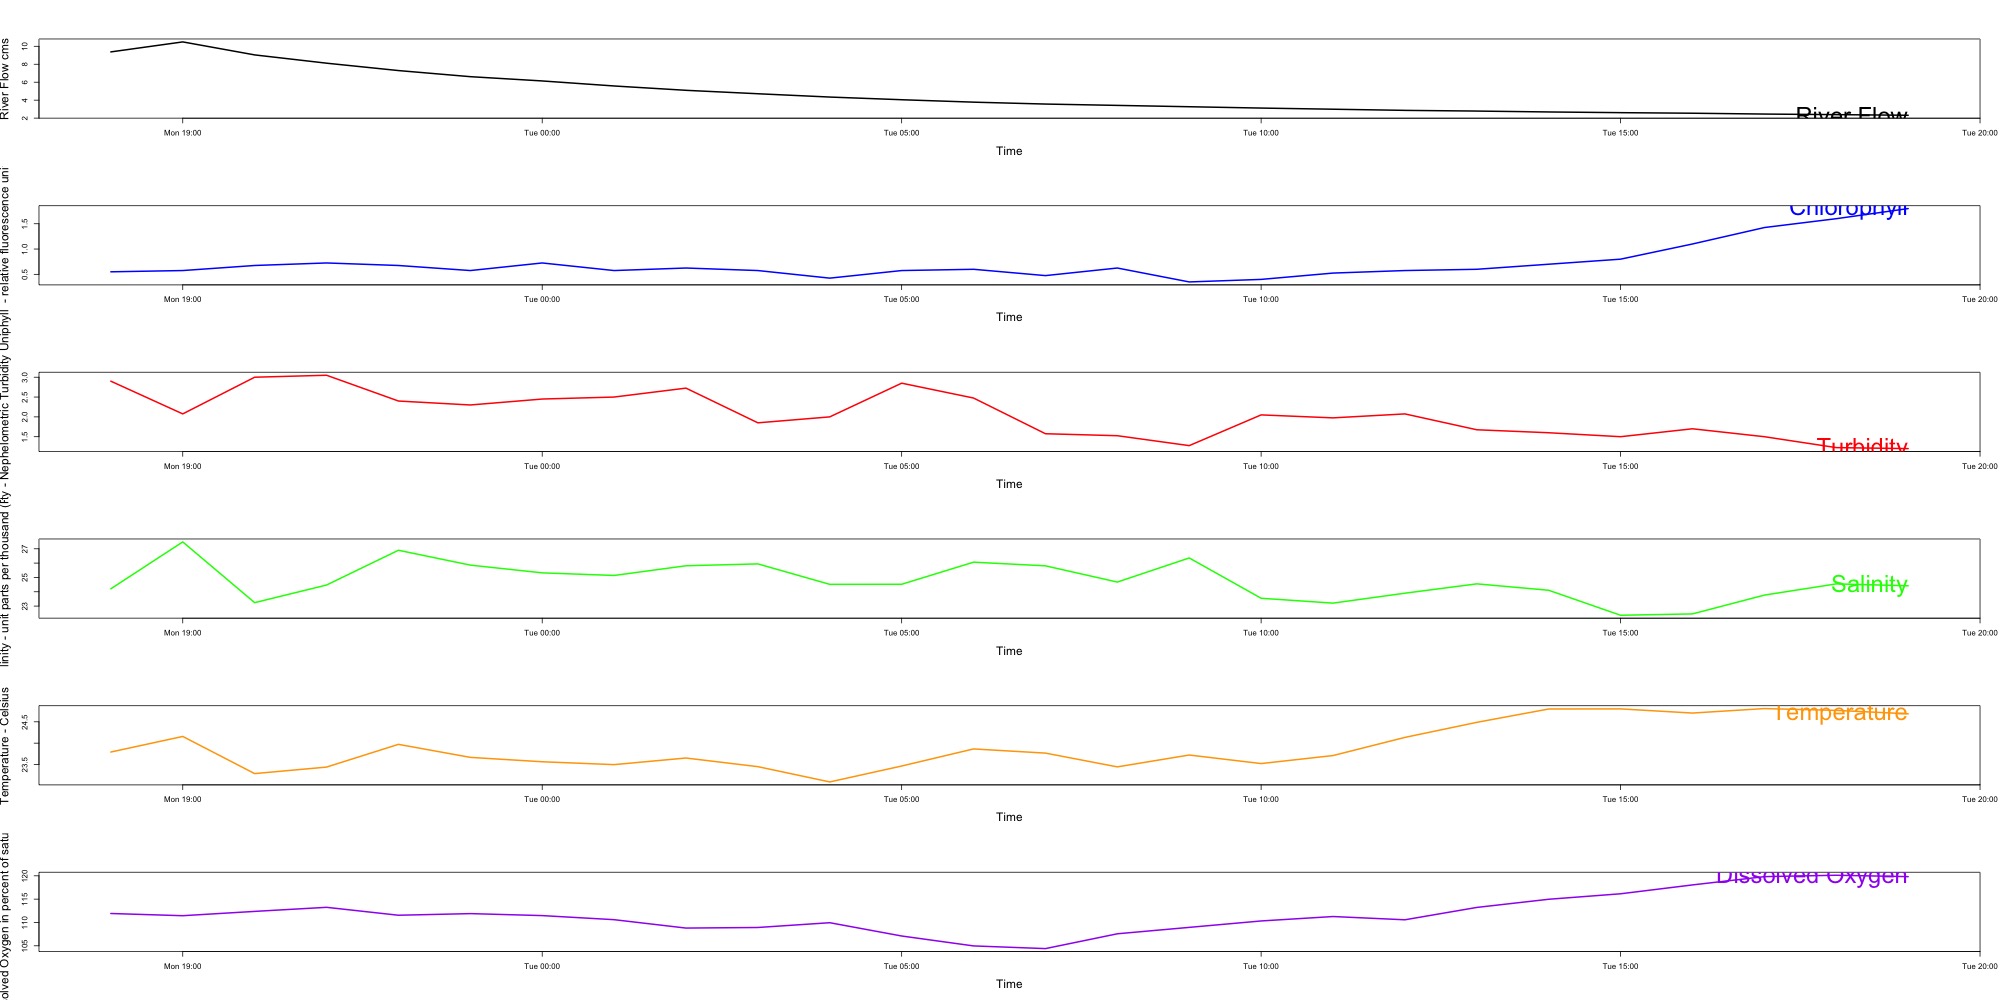 River Flow cms
10
8
6
4
2
River Flow
Mon 19:00 Tue 00:00 Tue 05:00 Tue 10:00 Tue 15:00 Tue 20:00
Time
phyll - relative fluorescence uni
1.5
1.0
0.5
Chlorophyll
Mon 19:00 Tue 00:00 Tue 05:00 Tue 10:00 Tue 15:00 Tue 20:00
Time
ty - Nephelometric Turbidity Uni
3.0
2.5
2.0
1.5
Turbidity
Mon 19:00 Tue 00:00 Tue 05:00 Tue 10:00 Tue 15:00 Tue 20:00
Time
linity - unit parts per thousand
27
25
23
Salinity
Mon 19:00 Tue 00:00 Tue 05:00 Tue 10:00 Tue 15:00 Tue 20:00
Time
Temperature - Celsius
24.5
23.5
Temperature
Mon 19:00 Tue 00:00 Tue 05:00 Tue 10:00 Tue 15:00 Tue 20:00
Time
olved Oxygen in percent of satu
120
115
110
105
Dissolved Oxygen
Mon 19:00 Tue 00:00 Tue 05:00 Tue 10:00 Tue 15:00 Tue 20:00
Time